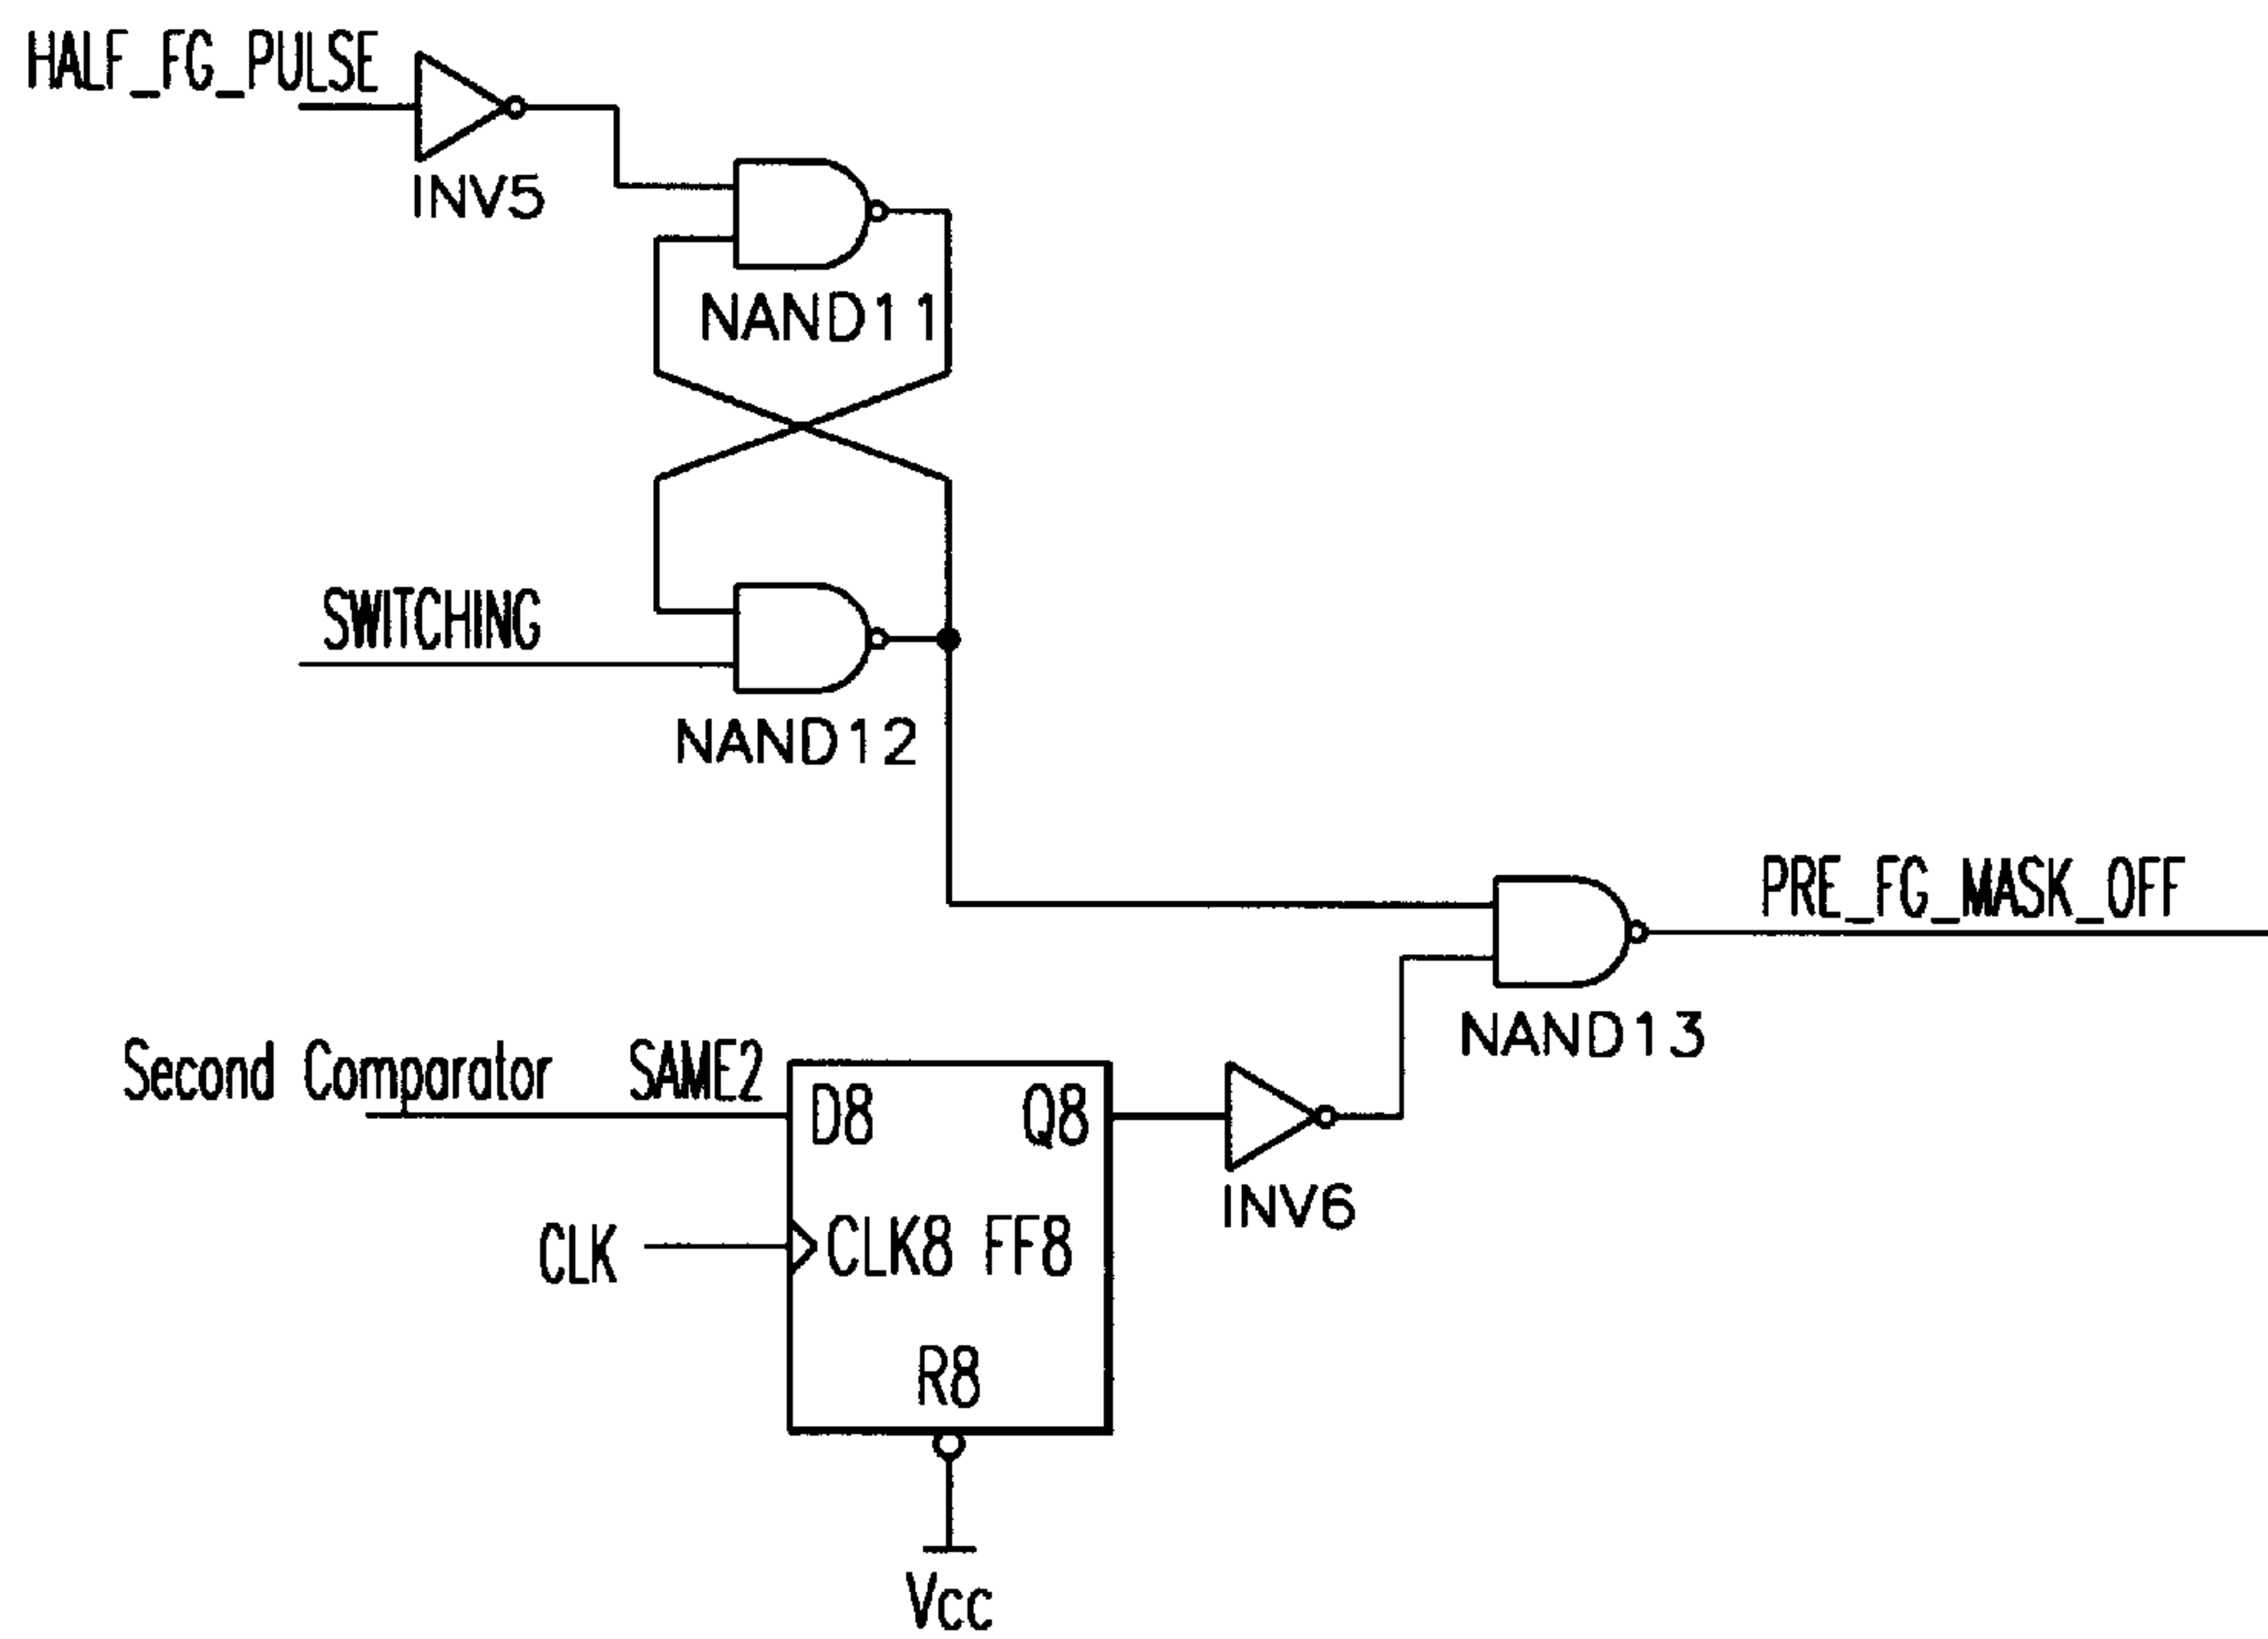 HALF_FG_PULSE
INV5
NAND11
SWITCHING
NAND12
PRE_FG_MASK_OFF
NAND13
Second Comparator SAME2
D8 Q8
INV6
CLK CLK8 FF8
R8
Vcc